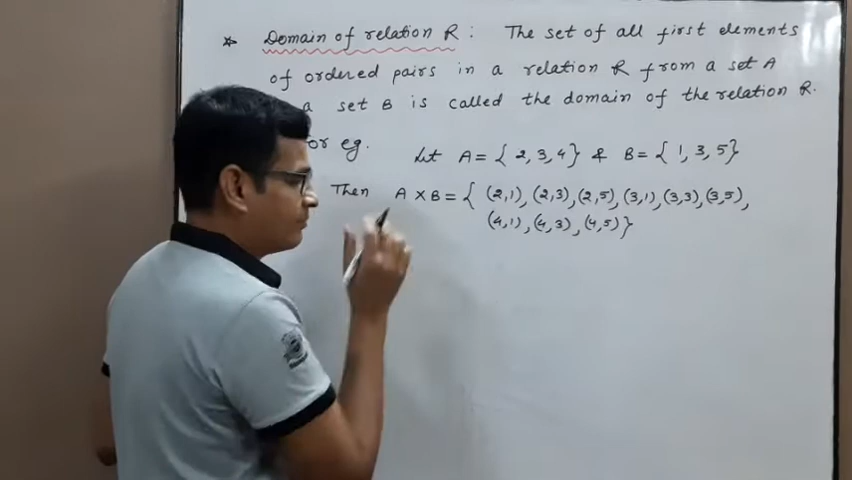 * Domain of relation R : The set of all first elements
of ordered pairs in a relation R from a set A
a set B is called the domain of the relation R.
for eg. Let A = { 2, 3, 4} & B = { 1, 3, 5}
Then A × B = { (2,1), (2,3), (2,5), (3,1), (3,3), (3,5),
(4,1), (4,3), (4,5)}